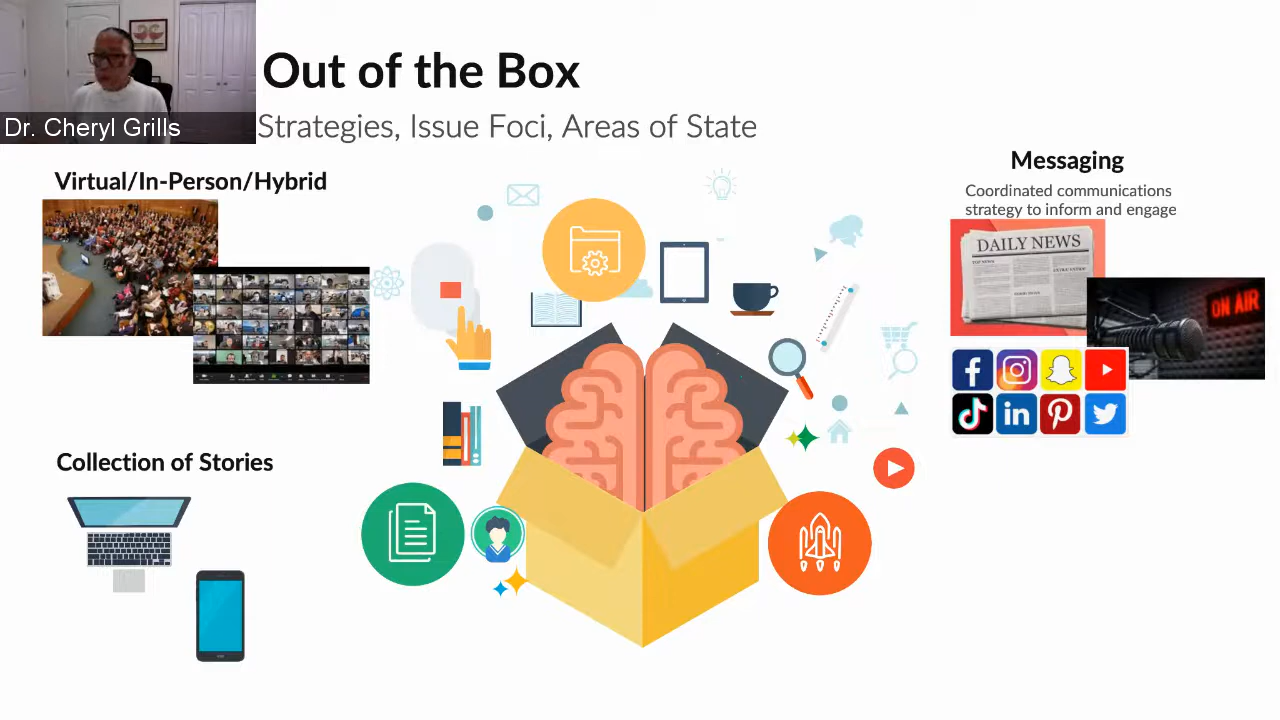 Dr. Cheryl Grills
Out of the Box
Strategies, Issue Foci, Areas of State
Virtual/In-Person/Hybrid
Collection of Stories
Messaging
Coordinated communications
strategy to inform and engage
DAILY NEWS
ON AIR